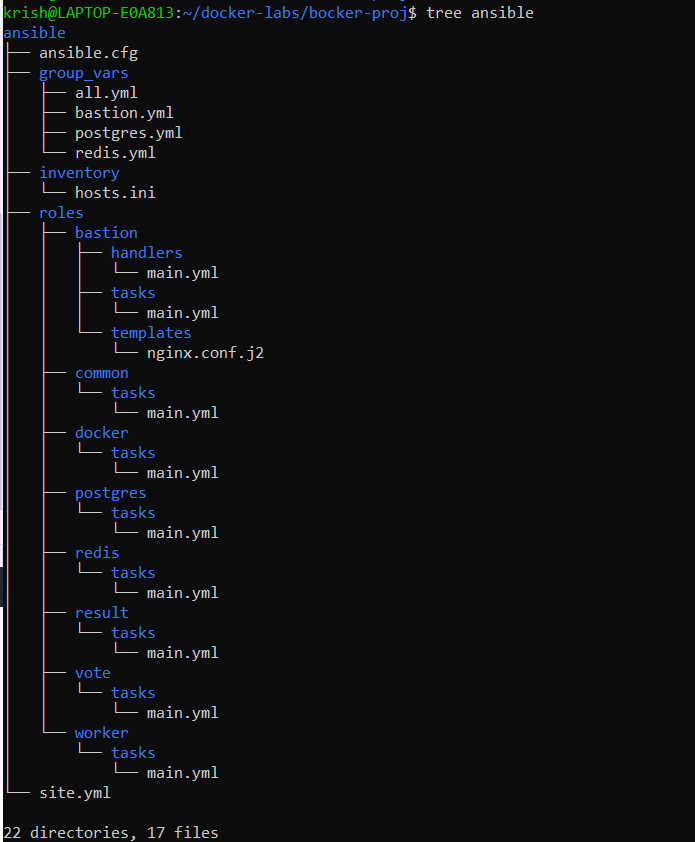 krish@LAPTOP-E0A813:~/docker-labs/bocker-proj$ tree ansible
ansible
├── ansible.cfg
├── group_vars
│   ├── all.yml
│   ├── bastion.yml
│   ├── postgres.yml
│   └── redis.yml
├── inventory
│   └── hosts.ini
├── roles
│   ├── bastion
│   │   ├── handlers
│   │   │   └── main.yml
│   │   ├── tasks
│   │   │   └── main.yml
│   │   └── templates
│   │       └── nginx.conf.j2
│   ├── common
│   │   └── tasks
│   │       └── main.yml
│   ├── docker
│   │   └── tasks
│   │       └── main.yml
│   ├── postgres
│   │   └── tasks
│   │       └── main.yml
│   ├── redis
│   │   └── tasks
│   │       └── main.yml
│   ├── result
│   │   └── tasks
│   │       └── main.yml
│   ├── vote
│   │   └── tasks
│   │       └── main.yml
│   └── worker
│       └── tasks
│           └── main.yml
└── site.yml

22 directories, 17 files